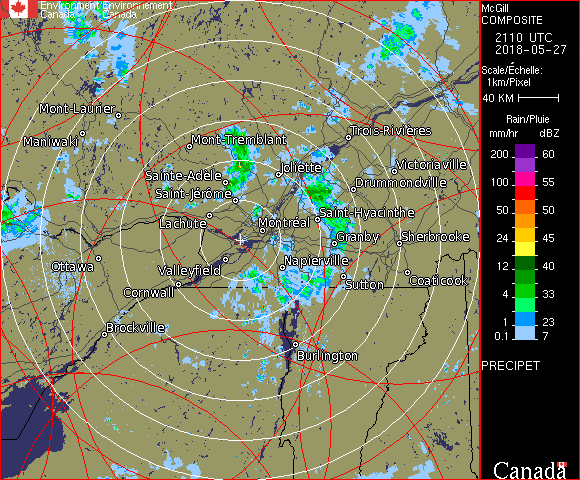 Environment Environnement
Canada Canada
McGill
COMPOSITE
2110 UTC
2018-05-27
Scale/Échelle:
1km/Pixel
40 KM
Rain/Pluie
mm/hr dBZ
200 60
100 55
50 50
24 45
12 40
4 33
1 23
0.1 7
PRECIPET
Canada
Mont-Laurier
Maniwaki
Mont-Tremblant
Trois-Rivières
Sainte-Adèle
Joliette
Victoriaville
Saint-Jérôme
Drummondville
Lachute
Montréal
Saint-Hyacinthe
Granby
Sherbrooke
Ottawa
Valleyfield
Napierville
Cornwall
Sutton
Coaticook
Brockville
Burlington